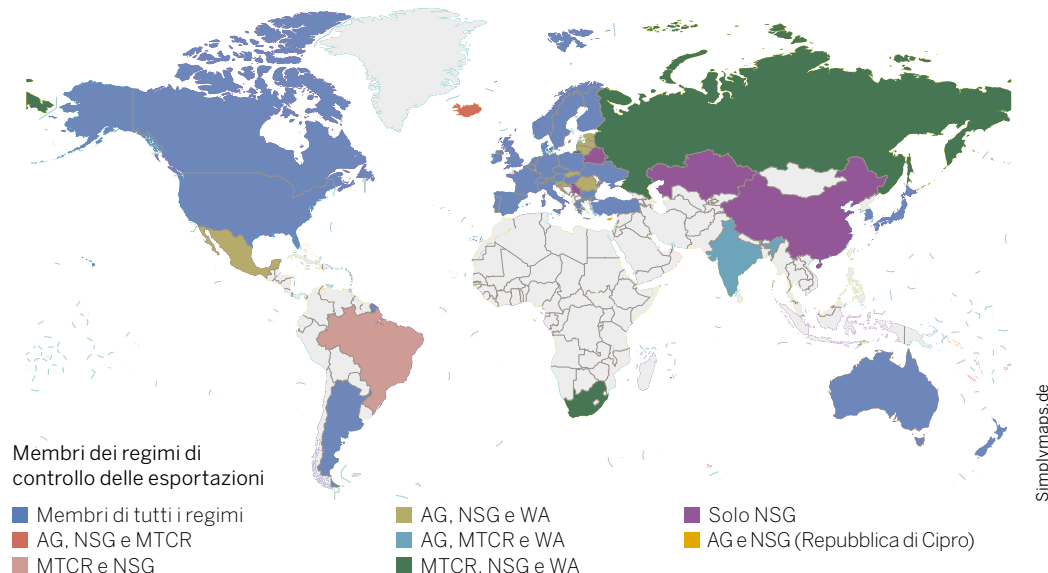 Membri dei regimi di
controllo delle esportazioni
Membri di tutti i regimi
AG, NSG e MTCR
MTCR e NSG
AG, NSG e WA
AG, MTCR e WA
MTCR, NSG e WA
Solo NSG
AG e NSG (Repubblica di Cipro)
Simplymaps.de